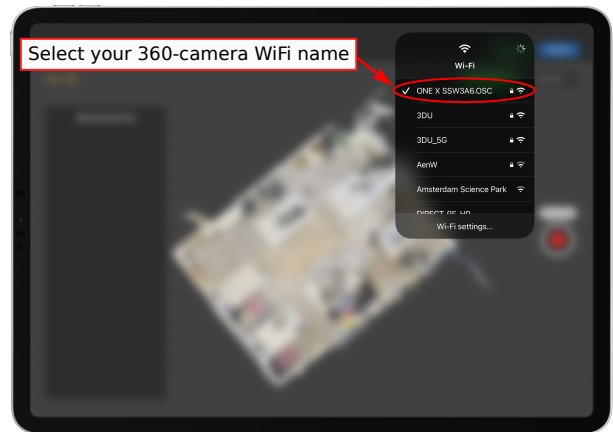 Select your 360-camera WiFi name
Wi-Fi
ONE X SSW3A6.OSC
3DU
3DU_5G
AenW
Amsterdam Science Park
Wi-Fi settings...